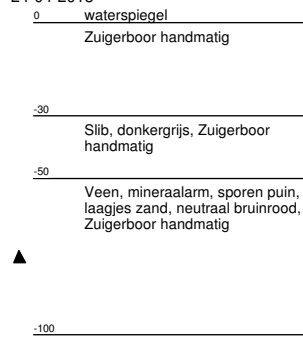 0 waterspiegel
Zuigerboor handmatig
-30
Slib, donkergrijs, Zuigerboor
handmatig
-50
Veen, mineraalarm, sporen puin,
laagjes zand, neutraal bruinrood,
Zuigerboor handmatig
-100